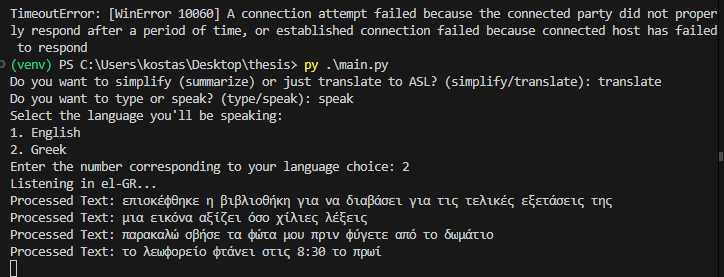 TimeoutError: [WinError 10060] A connection attempt failed because the connected party did not proper
ly respond after a period of time, or established connection failed because connected host has failed
 to respond
(venv) PS C:\Users\kostas\Desktop\thesis> py .\main.py
Do you want to simplify (summarize) or just translate to ASL? (simplify/translate): translate
Do you want to type or speak? (type/speak): speak
Select the language you'll be speaking:
1. English
2. Greek
Enter the number corresponding to your language choice: 2
Listening in el-GR...
Processed Text: επισκέφθηκε η βιβλιοθήκη για να διαβάσει για τις τελικές εξετάσεις της
Processed Text: μια εικόνα αξίζει όσο χίλιες λέξεις
Processed Text: παρακαλώ σβήσε τα φώτα μου πριν φύγετε από το δωμάτιο
Processed Text: το λεωφορείο φτάνει στις 8:30 το πρωί